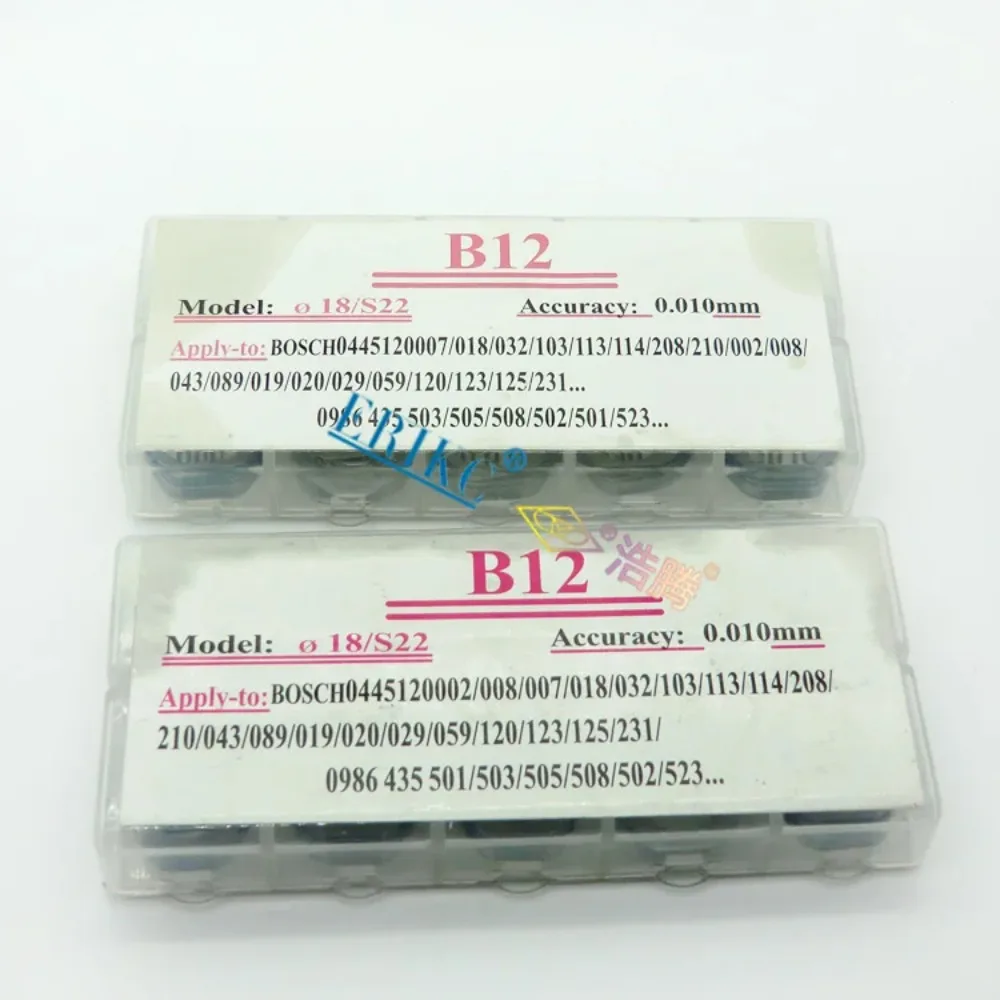 B12
Model: ø 18/S22 Accuracy: 0.010mm
Apply-to: BOSCH0445120007/018/032/103/113/114/208/210/002/008/
043/089/019/020/029/059/120/123/125/231...
0986 435 503/505/508/502/501/523...
ERIKC®
®浩腾®
B12
Model: ø 18/S22 Accuracy: 0.010mm
Apply-to: BOSCH0445120002/008/007/018/032/103/113/114/208/
210/043/089/019/020/029/059/120/123/125/231/
0986 435 501/503/505/508/502/523...